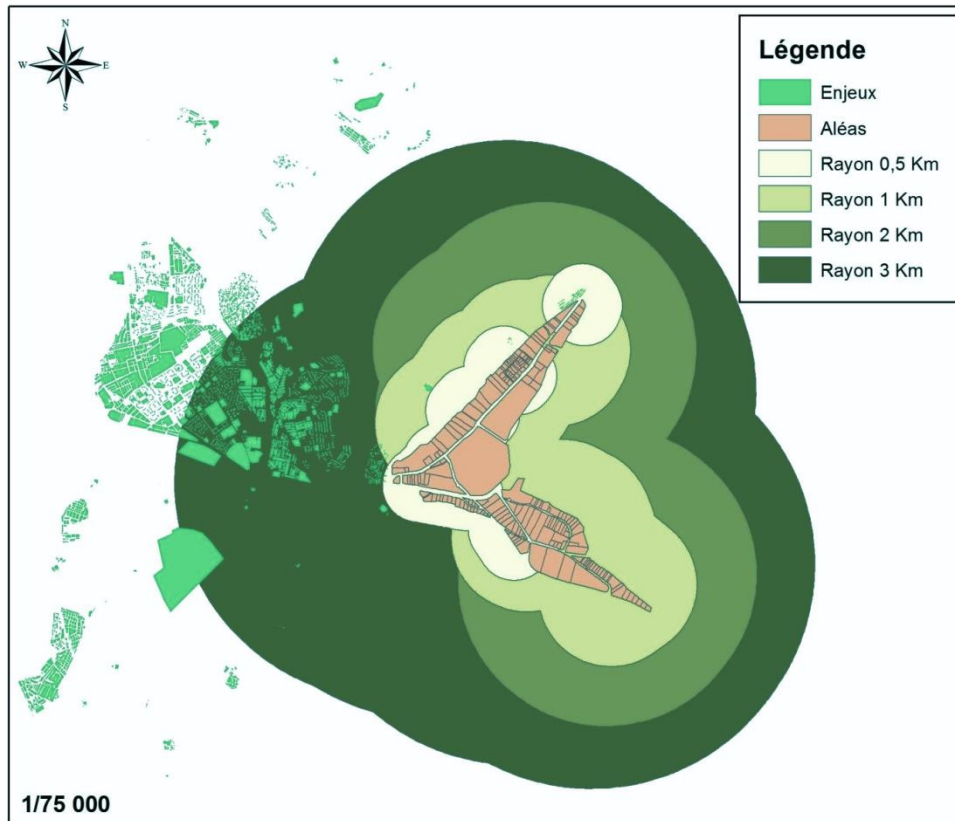 N
W E
S
Légende
Enjeux
Aléas
Rayon 0,5 Km
Rayon 1 Km
Rayon 2 Km
Rayon 3 Km
1/75 000